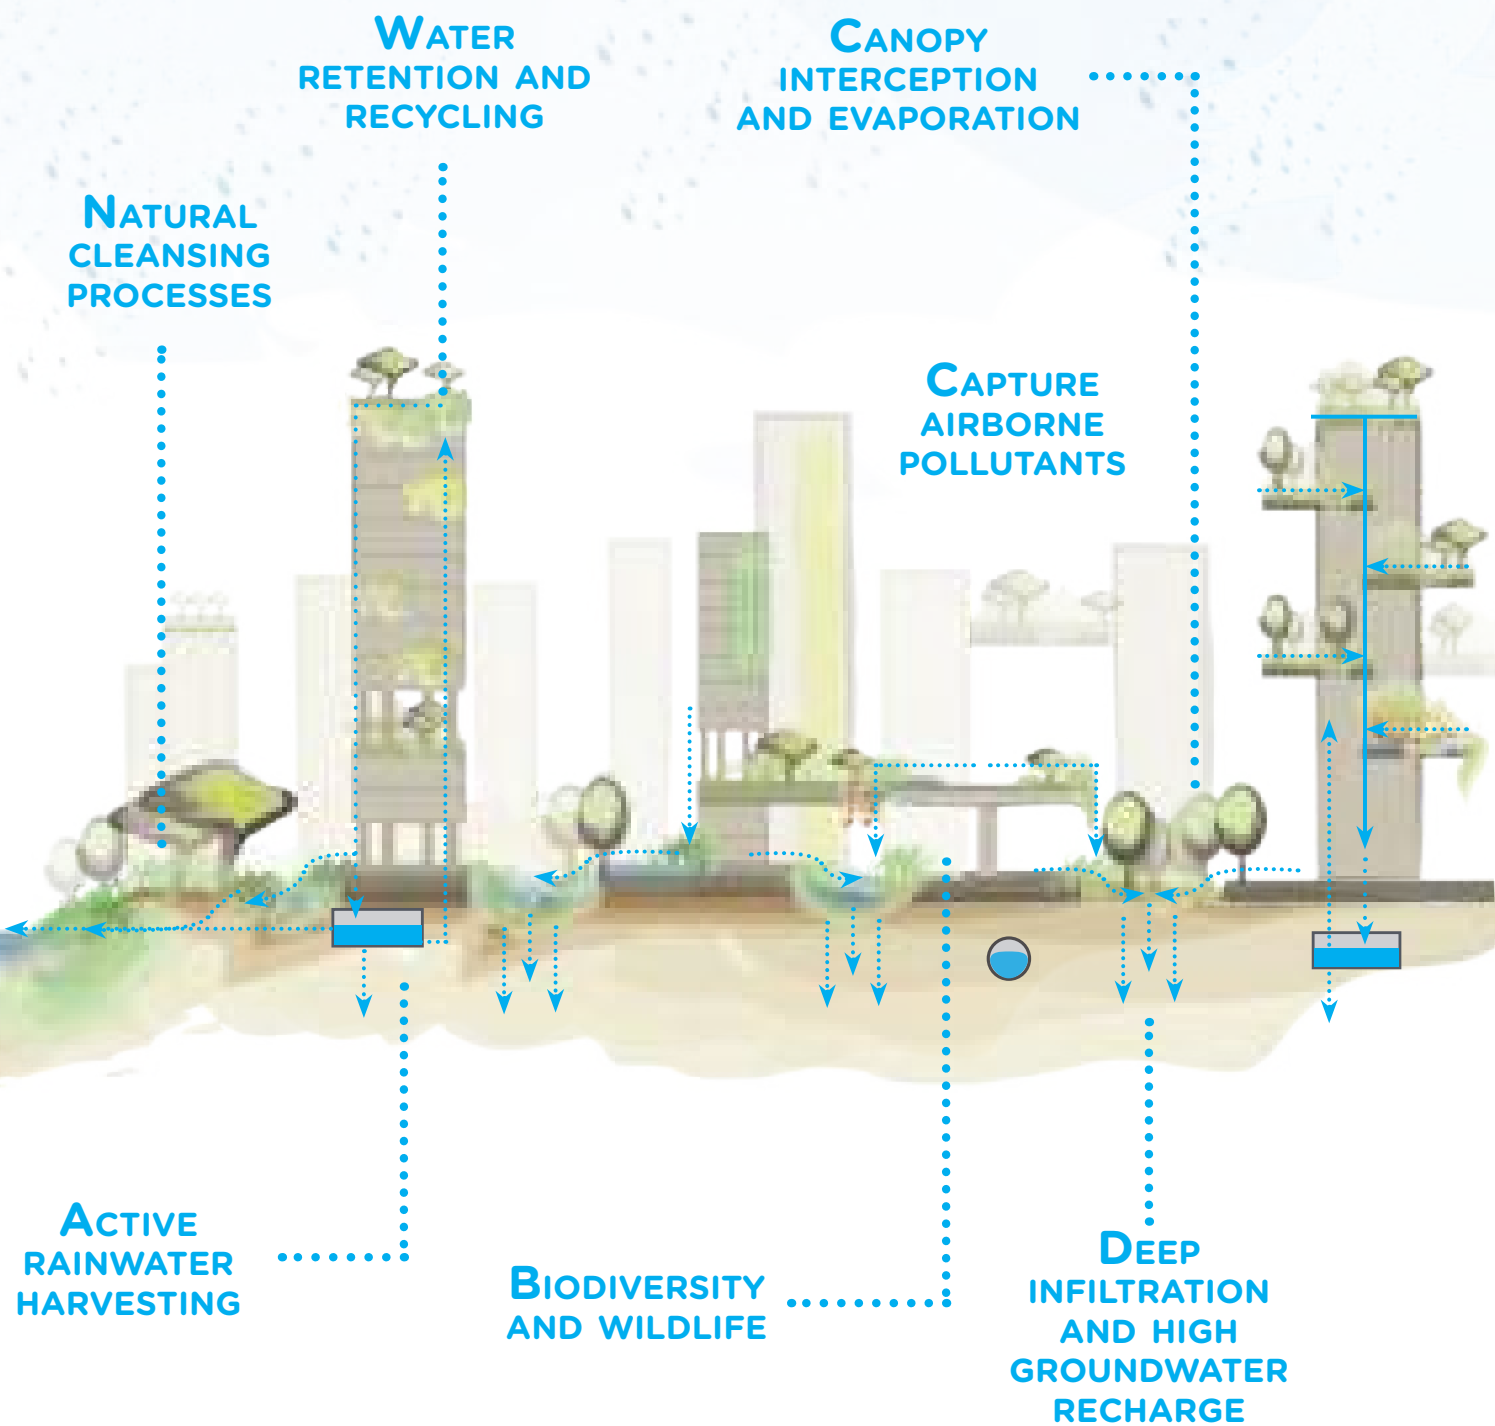 WATER
RETENTION AND
RECYCLING
CANOPY
INTERCEPTION
AND EVAPORATION
NATURAL
CLEANSING
PROCESSES
CAPTURE
AIRBORNE
POLLUTANTS
ACTIVE
RAINWATER
HARVESTING
BIODIVERSITY
AND WILDLIFE
DEEP
INFILTRATION
AND HIGH
GROUNDWATER
RECHARGE